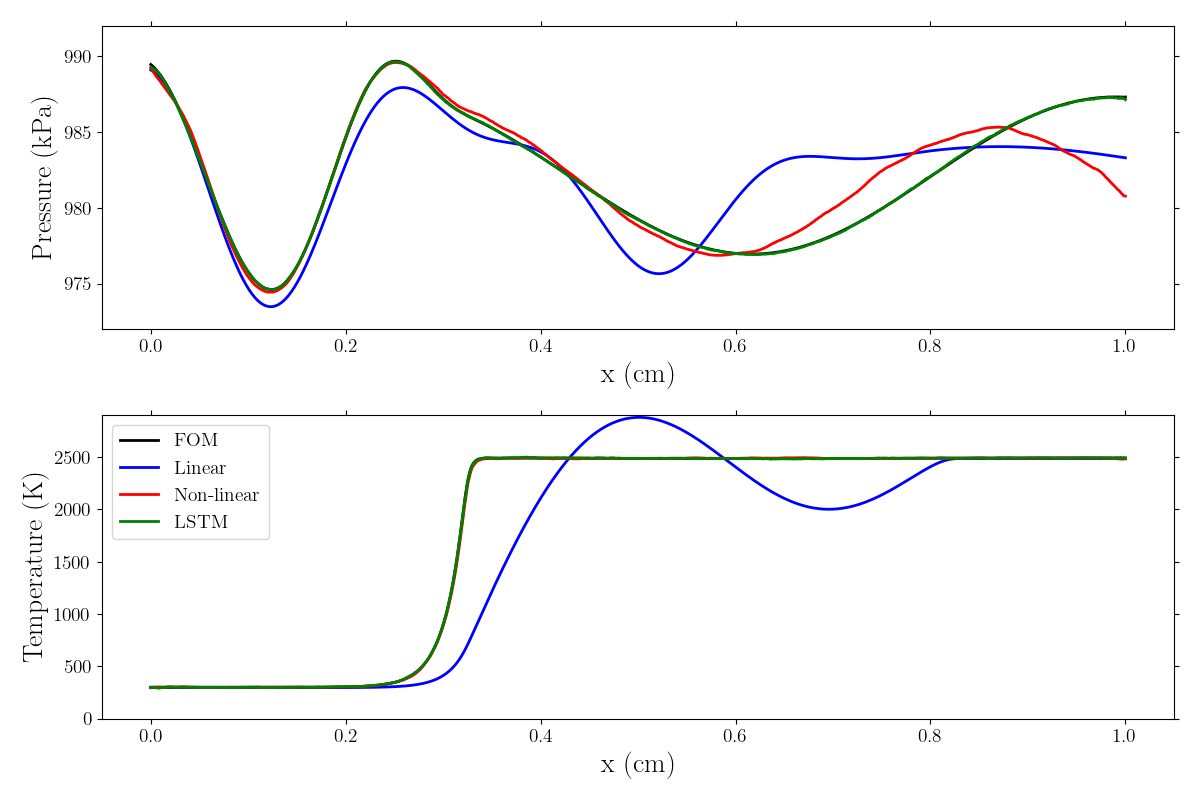 990
985
980
975
Pressure (kPa)
0.0 0.2 0.4 0.6 0.8 1.0
x (cm)
2500
2000
1500
1000
500
0
Temperature (K)
FOM
Linear
Non-linear
LSTM
0.0 0.2 0.4 0.6 0.8 1.0
x (cm)